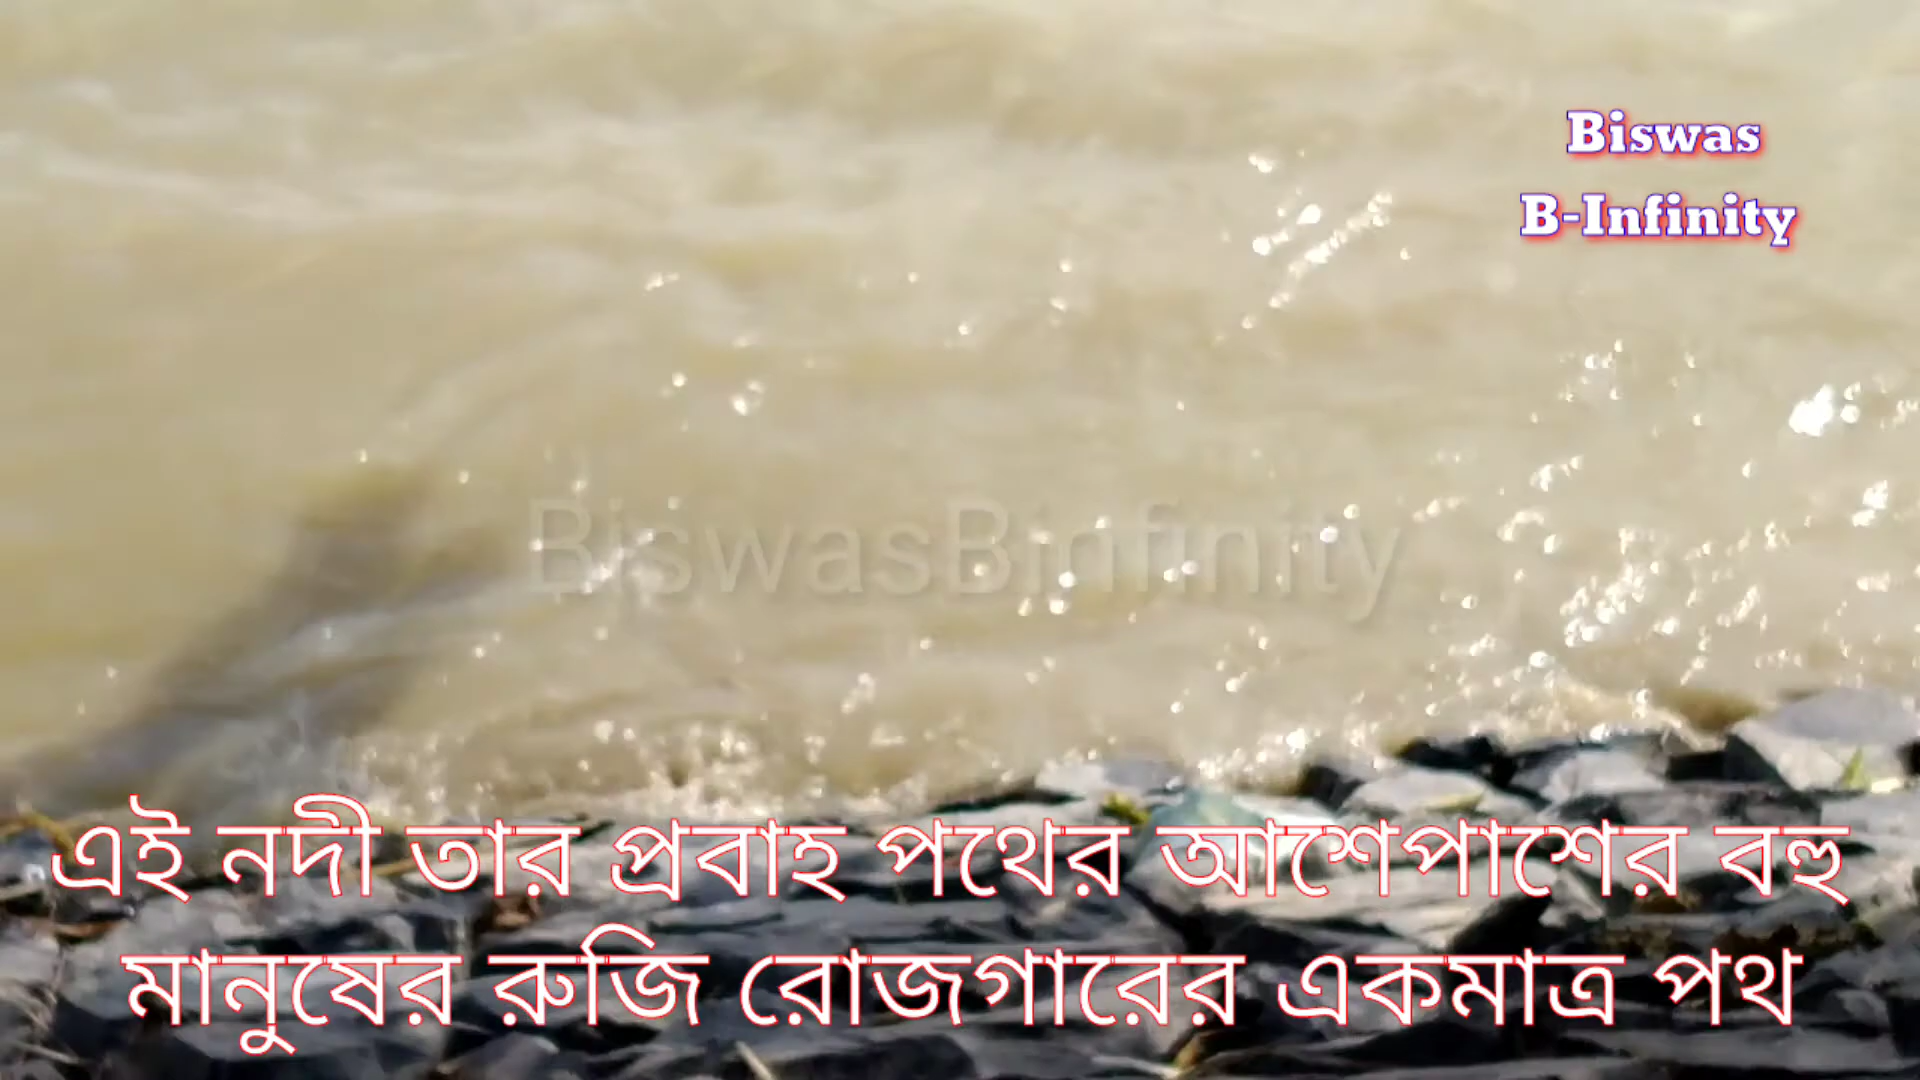 Biswas
B-Infinity
BiswasBinfinity
এই নদী তার প্রবাহ পথের আশেপাশের বহু
মানুষের রুজি রোজগারের একমাত্র পথ